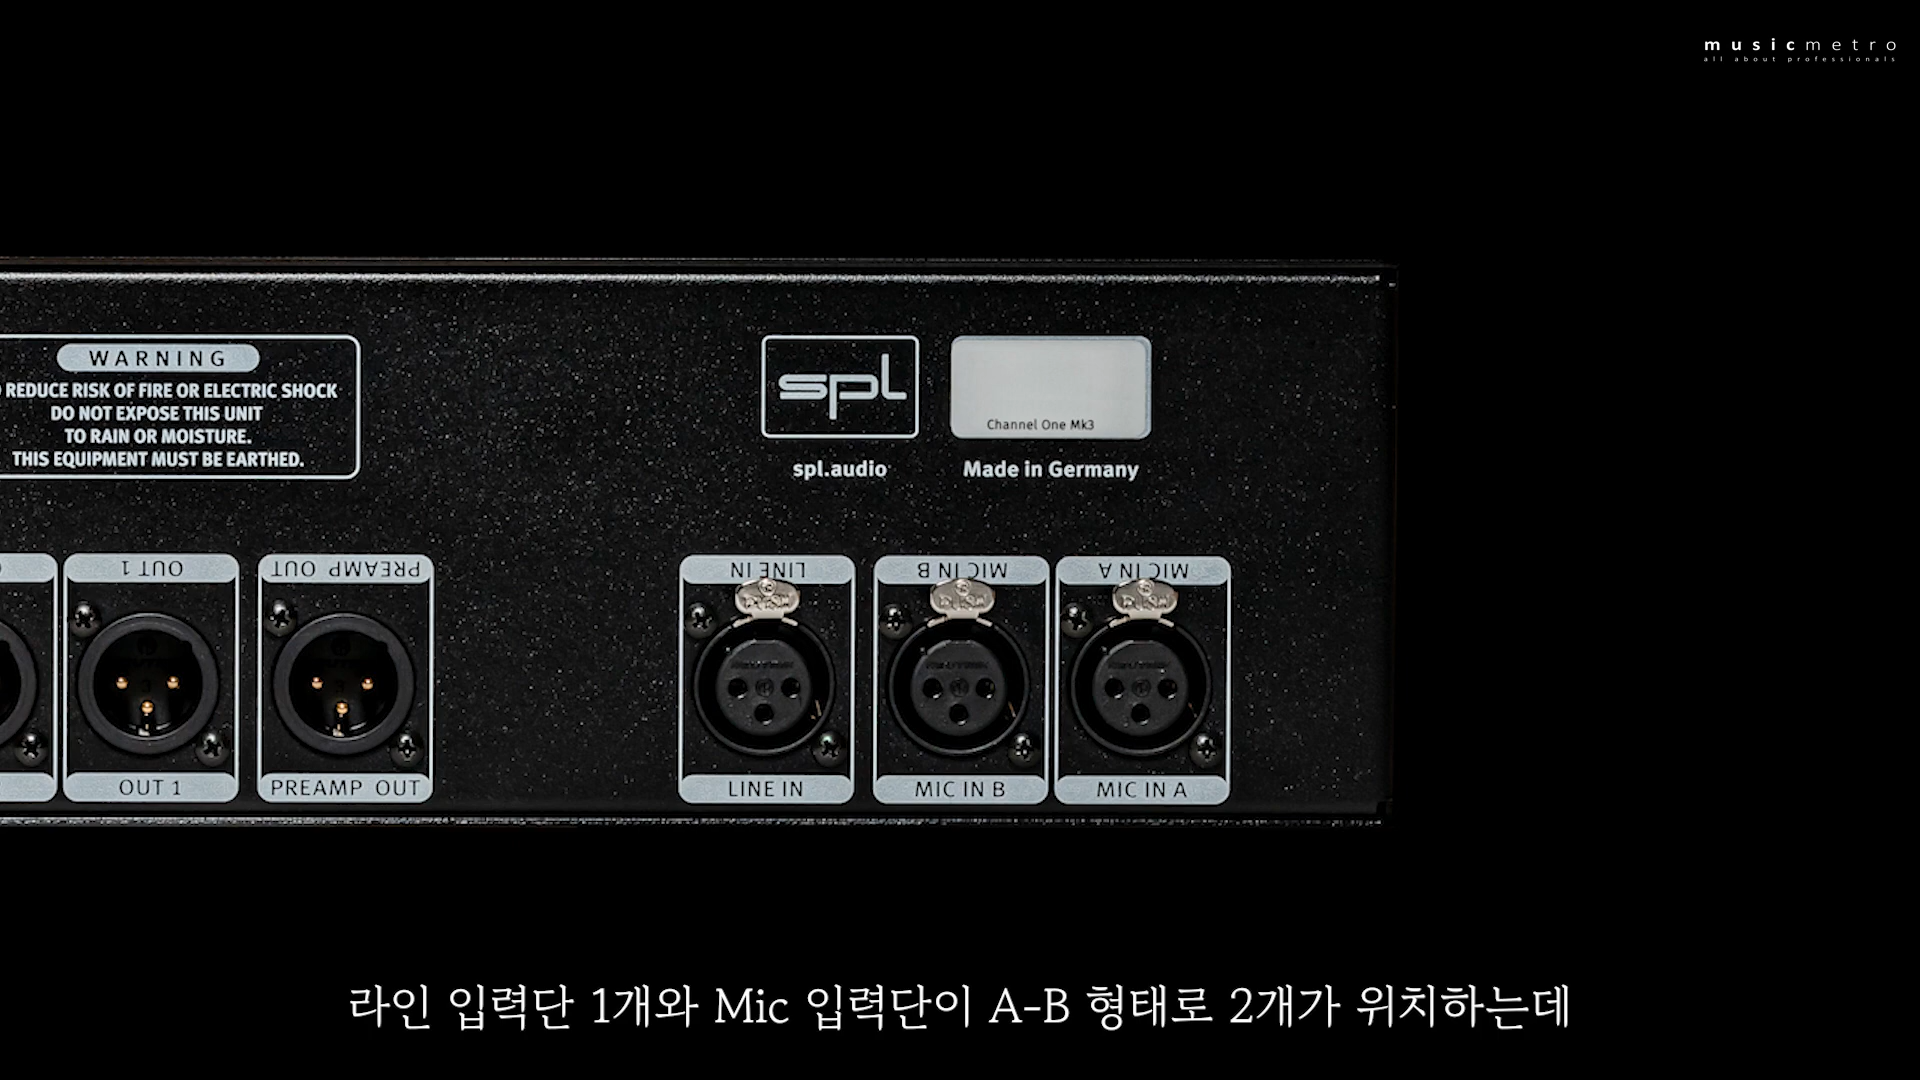 musicmetro
all about professionals
WARNING
REDUCE RISK OF FIRE OR ELECTRIC SHOCK
DO NOT EXPOSE THIS UNIT
TO RAIN OR MOISTURE.
THIS EQUIPMENT MUST BE EARTHED.
spl
Channel One Mk3
spl.audio
Made in Germany
OUT 1
PREAMP OUT
LINE IN
MIC IN B
MIC IN A
OUT 1
PREAMP OUT
LINE IN
MIC IN B
MIC IN A
라인 입력단 1개와 Mic 입력단이 A-B 형태로 2개가 위치하는데